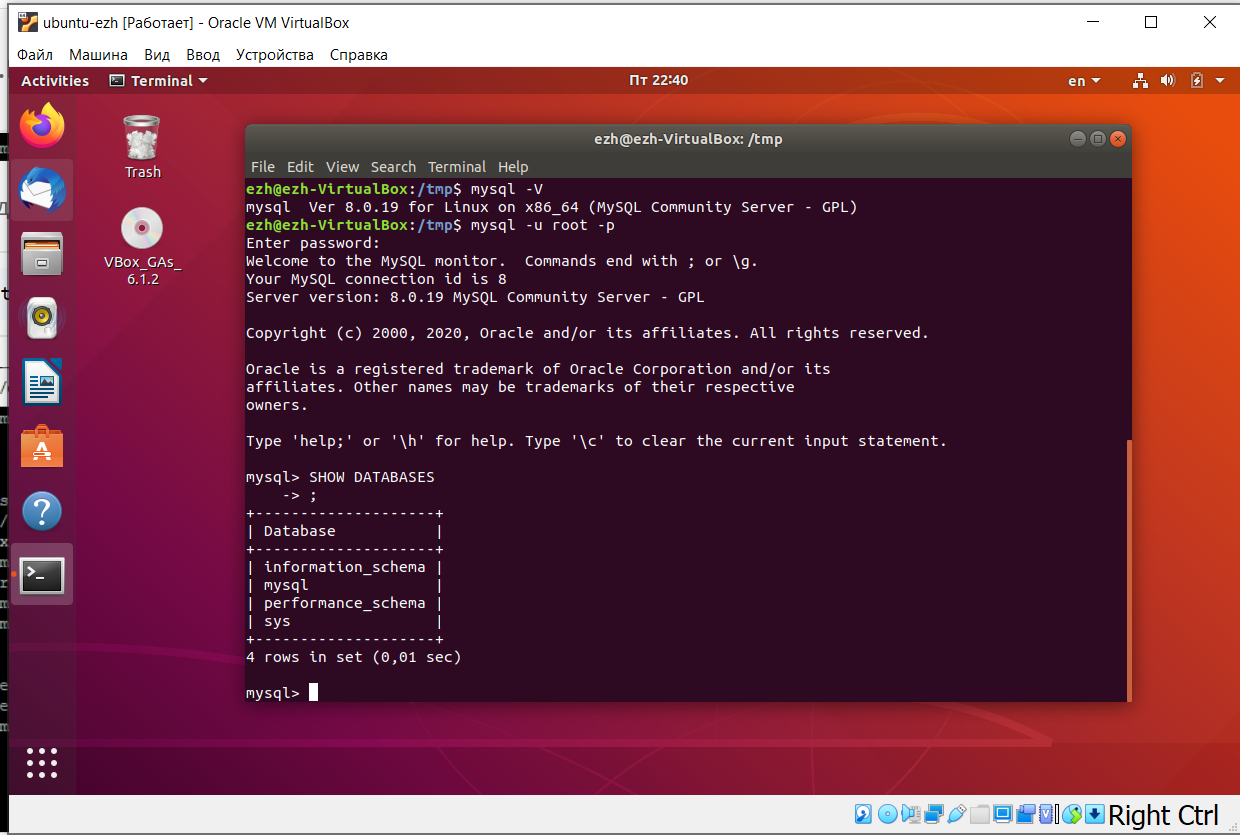 ubuntu-ezh [Работает] - Oracle VM VirtualBox
Файл Машина Вид Ввод Устройства Справка
Activities Terminal Пт 22:40 en
Trash
VBox_GAs_
6.1.2
ezh@ezh-VirtualBox: /tmp
File Edit View Search Terminal Help
ezh@ezh-VirtualBox:/tmp$ mysql -V
mysql  Ver 8.0.19 for Linux on x86_64 (MySQL Community Server - GPL)
ezh@ezh-VirtualBox:/tmp$ mysql -u root -p
Enter password:
Welcome to the MySQL monitor.  Commands end with ; or \g.
Your MySQL connection id is 8
Server version: 8.0.19 MySQL Community Server - GPL
Copyright (c) 2000, 2020, Oracle and/or its affiliates. All rights reserved.
Oracle is a registered trademark of Oracle Corporation and/or its
affiliates. Other names may be trademarks of their respective
owners.
Type 'help;' or '\h' for help. Type '\c' to clear the current input statement.
mysql> SHOW DATABASES
    -> ;
+--------------------+
| Database           |
+--------------------+
| information_schema |
| mysql              |
| performance_schema |
| sys                |
+--------------------+
4 rows in set (0,01 sec)
mysql>
Right Ctrl